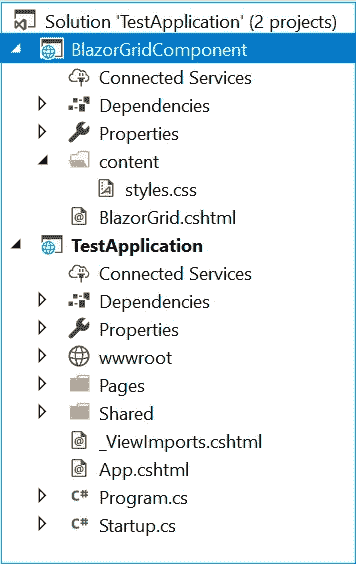 Solution 'TestApplication' (2 projects)
BlazorGridComponent
Connected Services
Dependencies
Properties
content
styles.css
BlazorGrid.cshtml
TestApplication
Connected Services
Dependencies
Properties
wwwroot
Pages
Shared
_ViewImports.cshtml
App.cshtml
C# Program.cs
C# Startup.cs